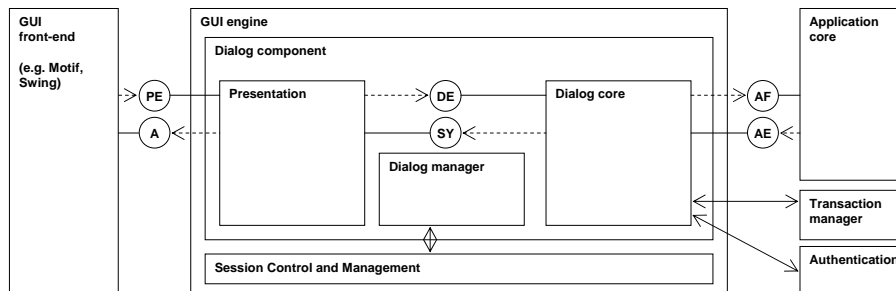 GUI
front-end
(e.g. Motif,
Swing)
GUI engine
Dialog component
Application
core
PE
Presentation
DE
Dialog core
AF
A
SY
AE
Dialog manager
Transaction
manager
Session Control and Management
Authentication